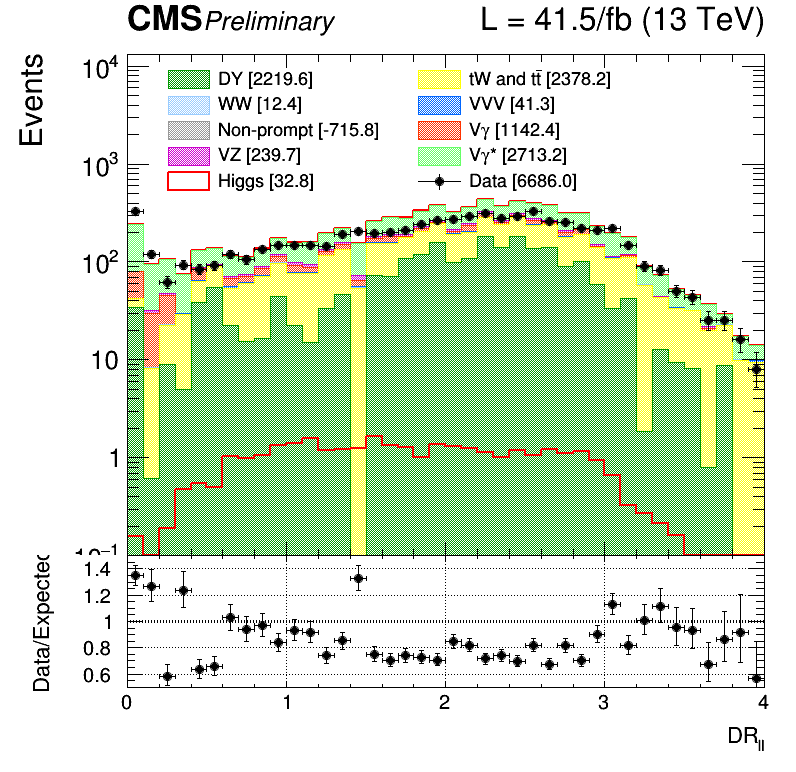 CMS Preliminary L = 41.5/fb (13 TeV)
Events
10⁴
10³
10²
10
1
10⁻¹
DY [2219.6]
WW [12.4]
Non-prompt [-715.8]
VZ [239.7]
Higgs [32.8]
tW and tt̄ [2378.2]
VVV [41.3]
Vγ [1142.4]
Vγ* [2713.2]
Data [6686.0]
Data/Expected
1.4
1.2
1
0.8
0.6
0 1 2 3 4
DR_ll